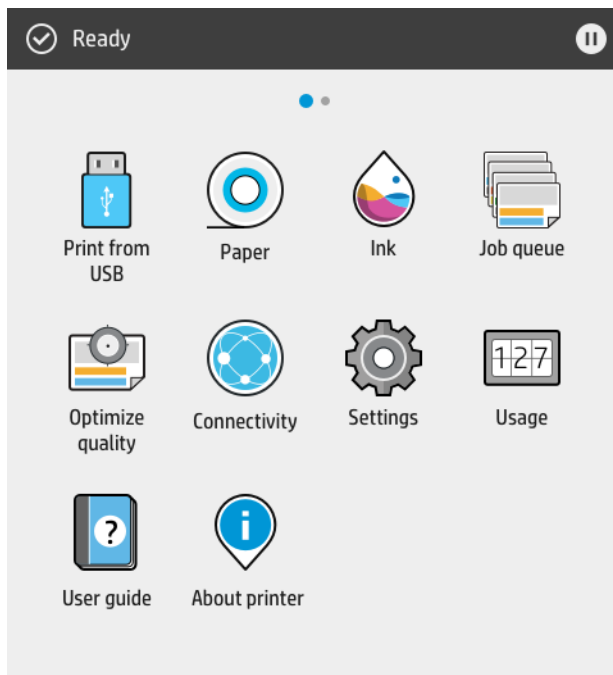 Ready
Print from
USB
Paper
Ink
Job queue
Optimize
quality
Connectivity
Settings
127
Usage
?
User guide
i
About printer